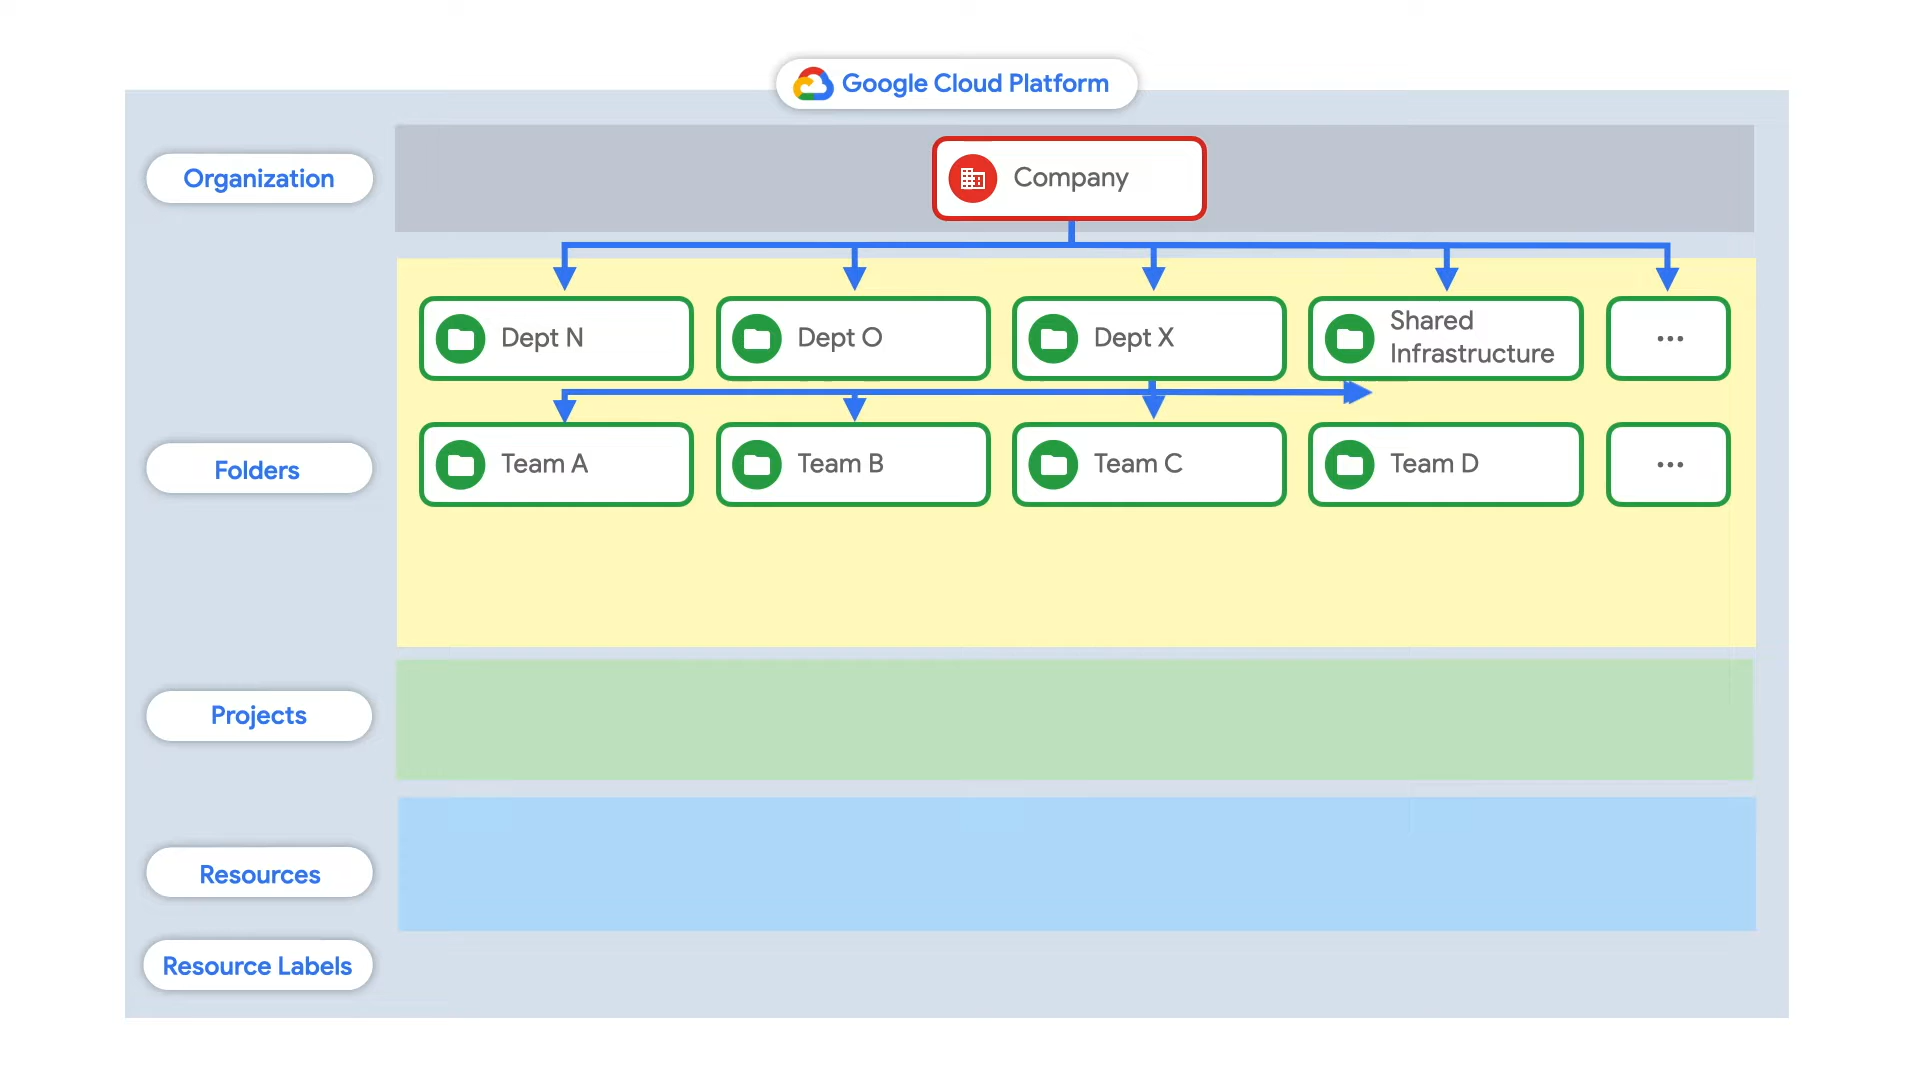 Google Cloud Platform
Organization
Company
Dept N
Dept O
Dept X
Shared
Infrastructure
...
Folders
Team A
Team B
Team C
Team D
...
Projects
Resources
Resource Labels